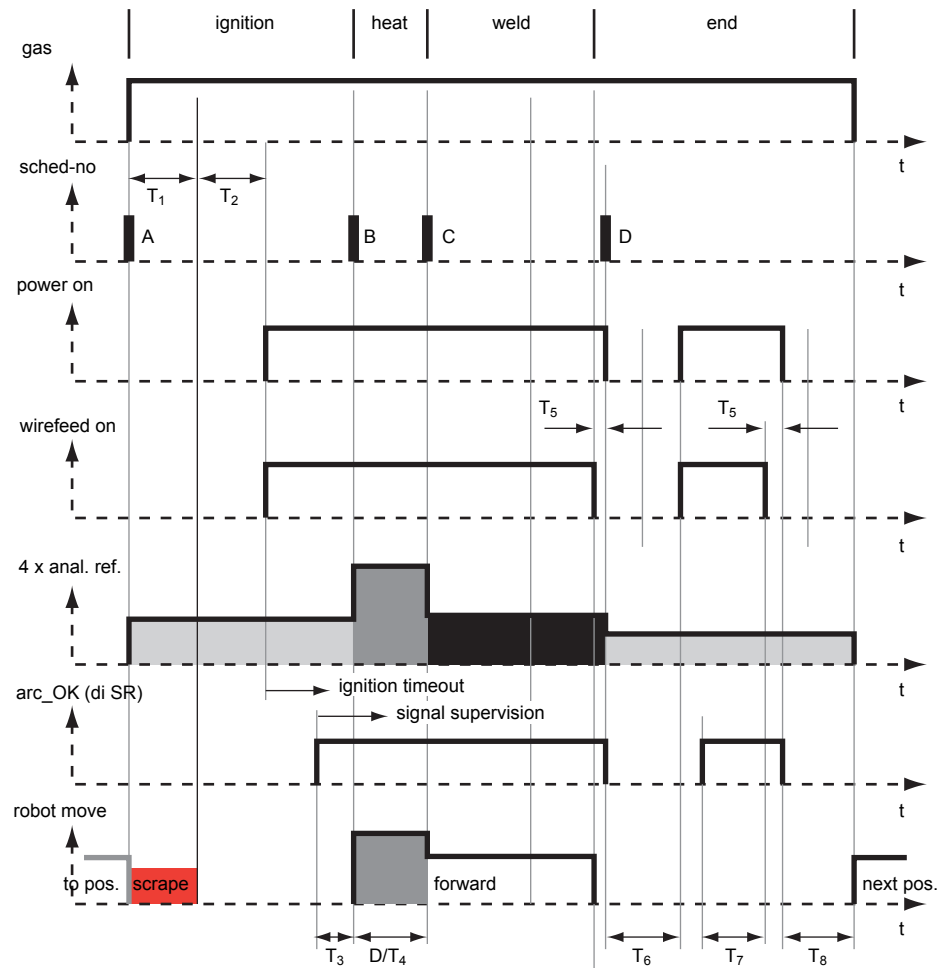 ignition heat weld end
gas
t
sched-no
T1 T2
A B C D
t
power on
t
T5 T5
wirefeed on
t
4 x anal. ref.
t
ignition timeout
arc_OK (di SR)
signal supervision
t
robot move
to pos. scrape forward next pos.
t
T3 D/T4 T6 T7 T8